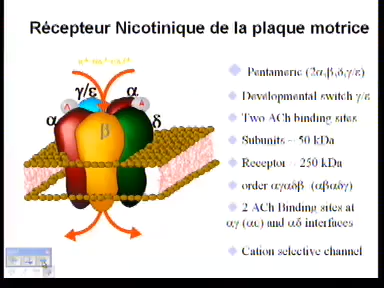 Récepteur Nicotinique de la plaque motrice
γ/ε
α
A
A
α
β
δ
Pentameric (2α,β,δ,γ/ε)
Developmental switch γ/ε
Two ACh binding sites
Subunits ~ 50 kDa
Receptor ~ 250 kDa
order αγαδβ (αβαδγ)
2 ACh Binding sites at
αγ (αε) and αδ interfaces
Cation selective channel